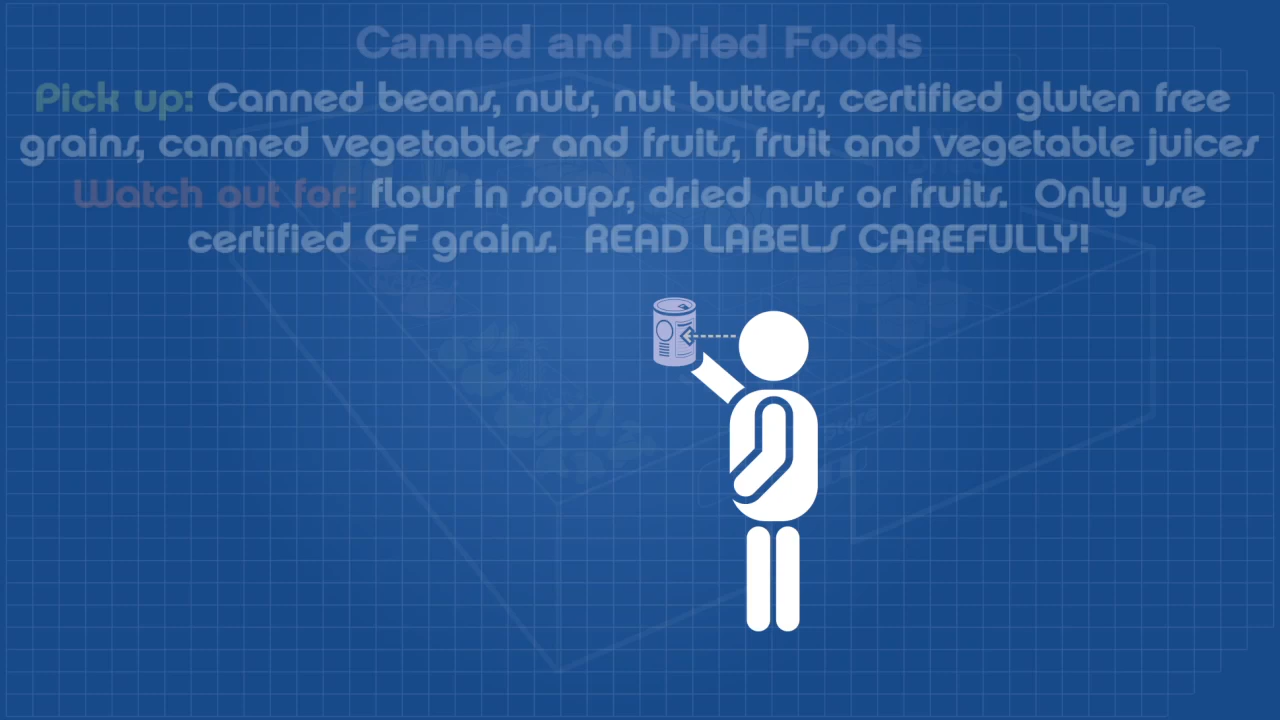 Canned and Dried Foods
Pick up: Canned beans, nuts, nut butters, certified gluten free
grains, canned vegetables and fruits, fruit and vegetable juices
Watch out for: flour in soups, dried nuts or fruits. Only use
certified GF grains. READ LABELS CAREFULLY!
Store